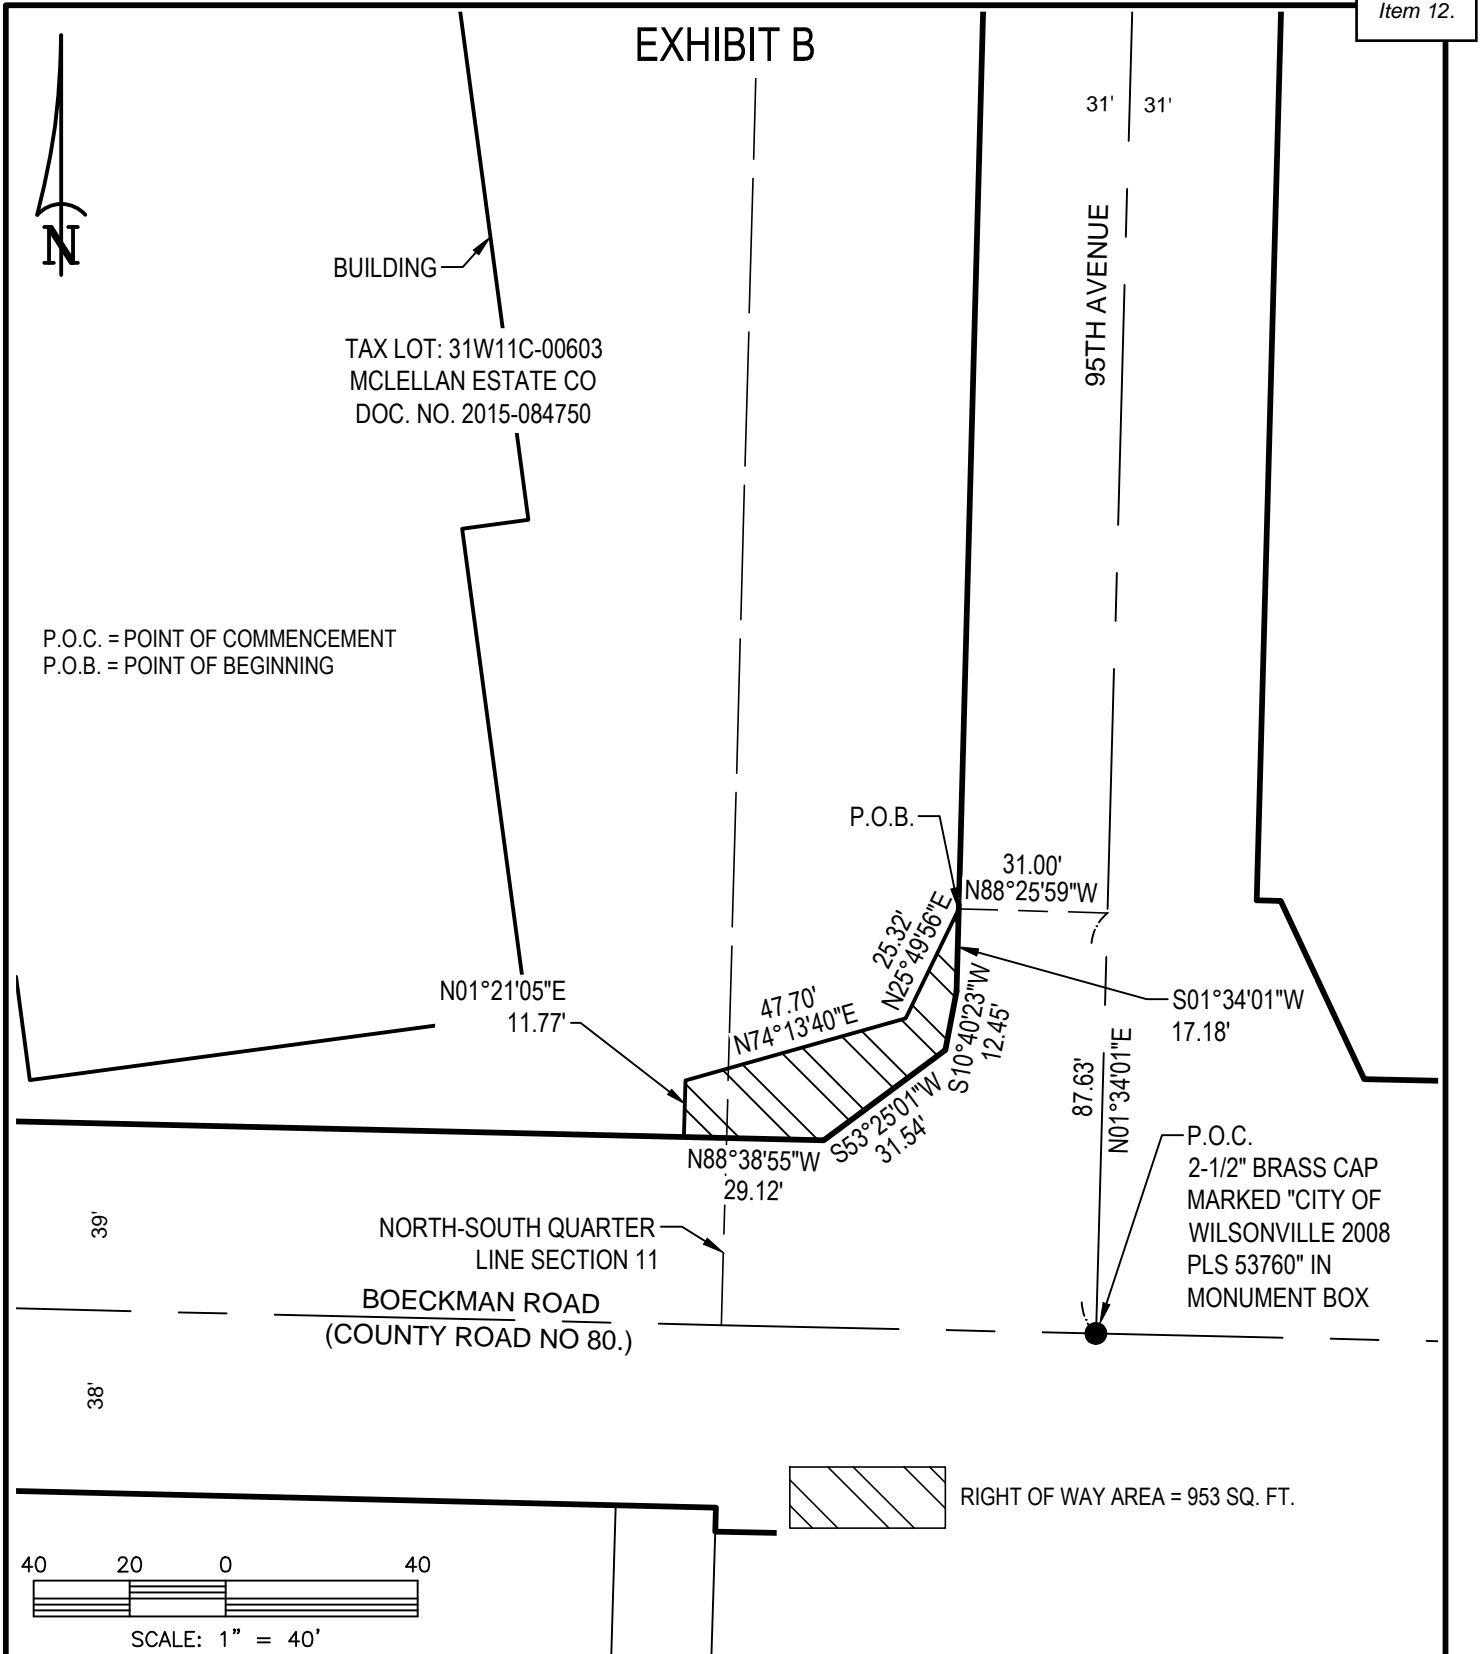 Item 12.
EXHIBIT B
31' 31'
N
95TH AVENUE
BUILDING
TAX LOT: 31W11C-00603
MCLELLAN ESTATE CO
DOC. NO. 2015-084750
P.O.C. = POINT OF COMMENCEMENT
P.O.B. = POINT OF BEGINNING
P.O.B.
31.00'
N88°25'59"W
25.32'
N25°49'56"E
N01°21'05"E
11.77'
47.70'
N74°13'40"E
S10°40'23"W
12.45'
S01°34'01"W
17.18'
S53°25'01"W
31.54'
87.63'
N01°34'01"E
N88°38'55"W
29.12'
P.O.C.
2-1/2" BRASS CAP
MARKED "CITY OF
WILSONVILLE 2008
PLS 53760" IN
MONUMENT BOX
39'
NORTH-SOUTH QUARTER
LINE SECTION 11
BOECKMAN ROAD
(COUNTY ROAD NO 80.)
38'
RIGHT OF WAY AREA = 953 SQ. FT.
40 20 0 40
SCALE: 1" = 40'